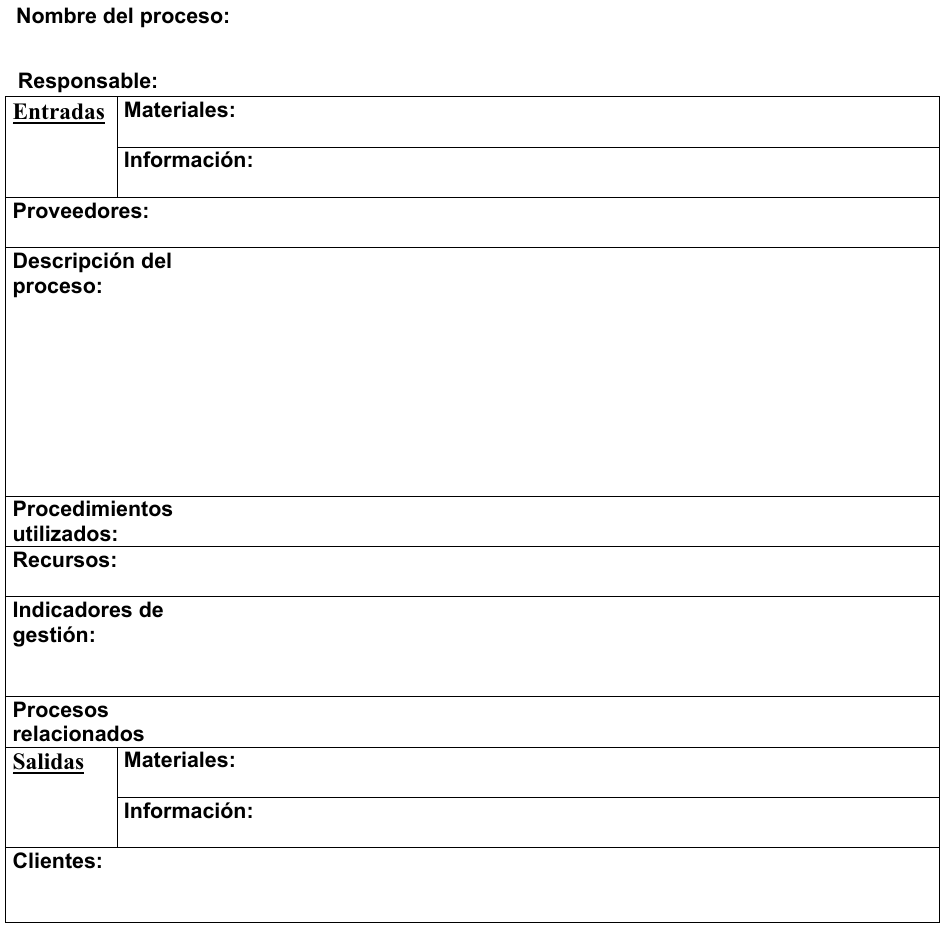 Nombre del proceso:
Responsable:
Entradas
Materiales:
Información:
Proveedores:
Descripción del
proceso:
Procedimientos
utilizados:
Recursos:
Indicadores de
gestión:
Procesos
relacionados
Salidas
Materiales:
Información:
Clientes: